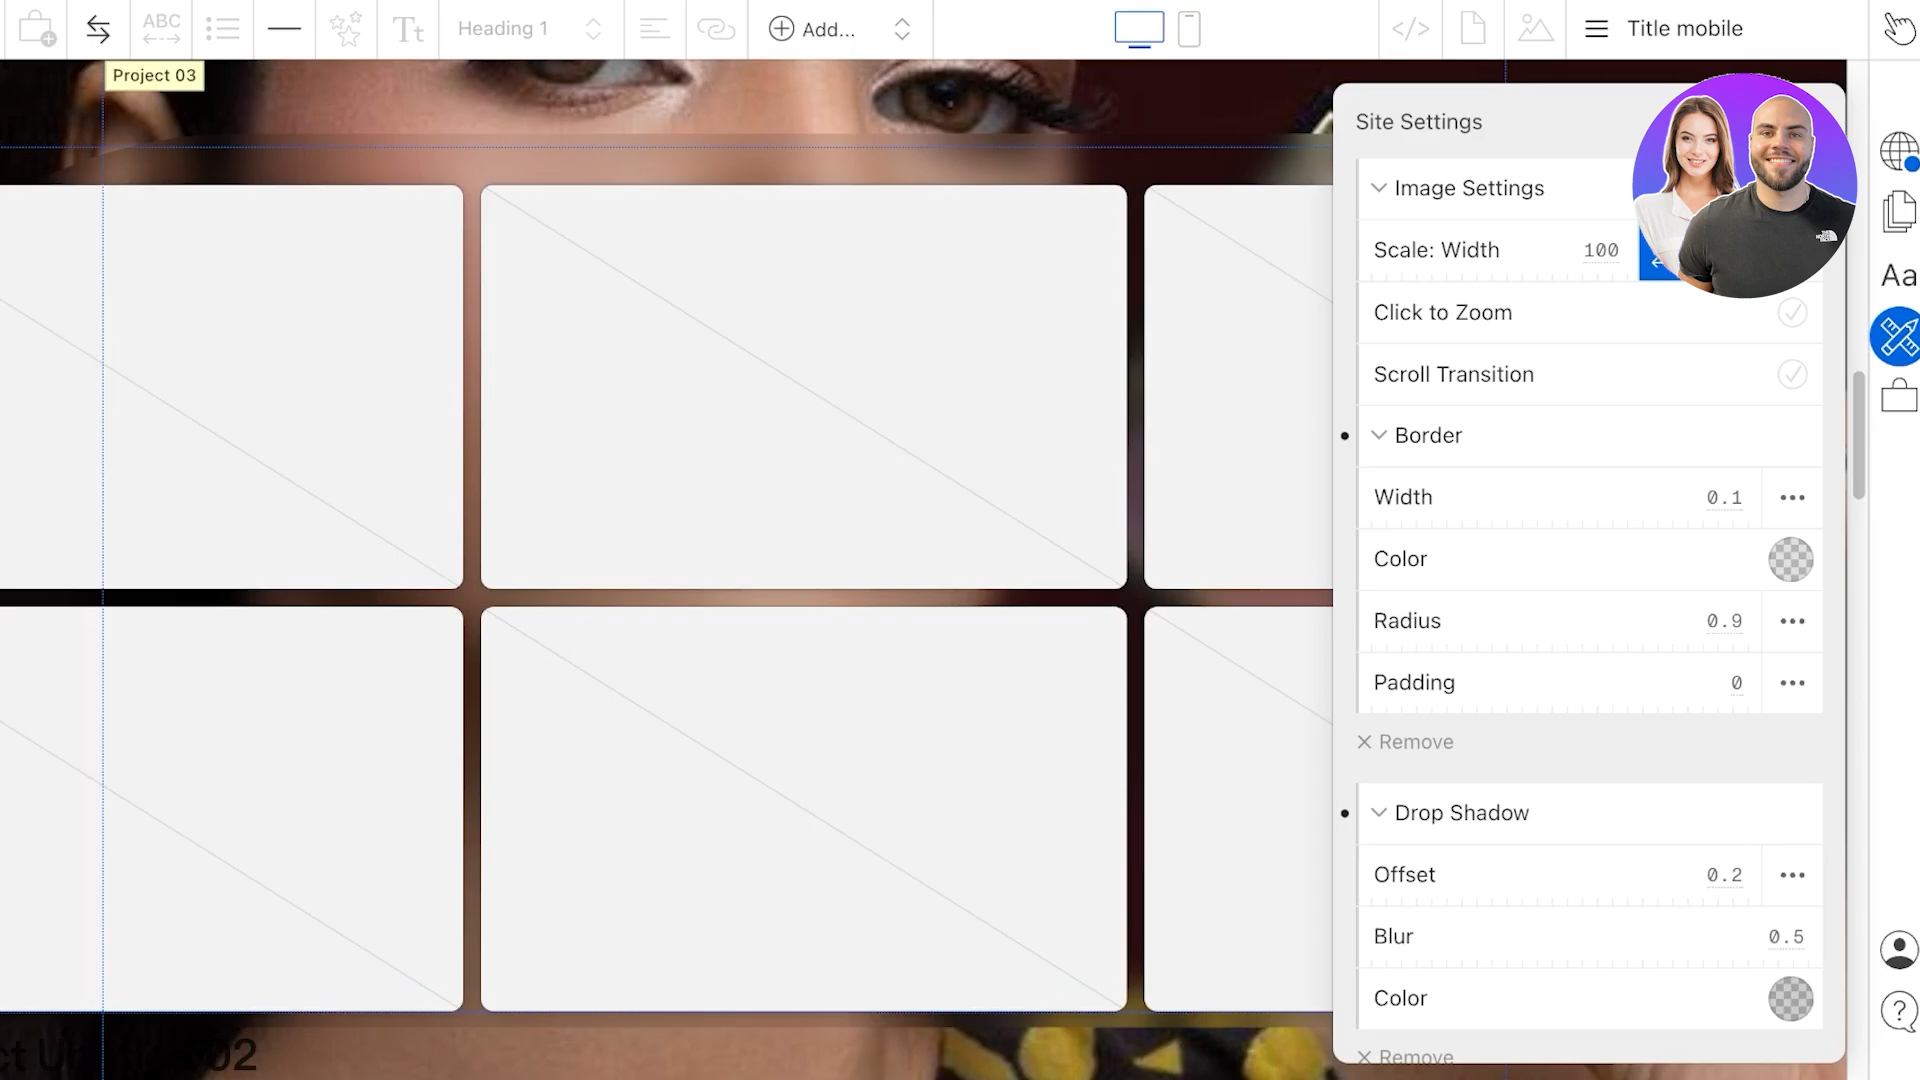 ABC
Tt
Heading 1
Add...
</>
Title mobile
Project 03
Site Settings
Image Settings
Scale: Width
100
Click to Zoom
Scroll Transition
Border
Width
0.1
Color
Radius
0.9
Padding
0
Remove
Drop Shadow
Offset
0.2
Blur
0.5
Color
Remove
Aa
?
02